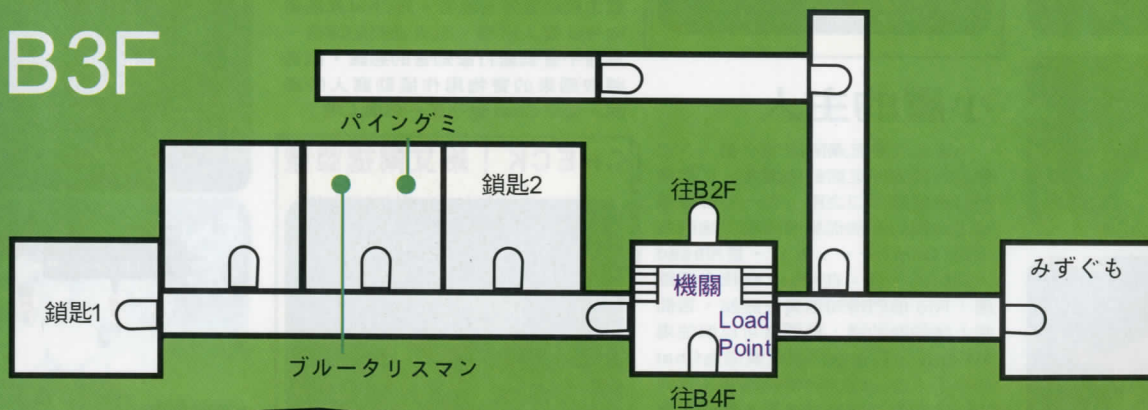 B3F
パイングミ
鎖匙2
往B2F
機關
みずぐも
鎖匙1
Load
Point
ブルータリスマン
往B4F